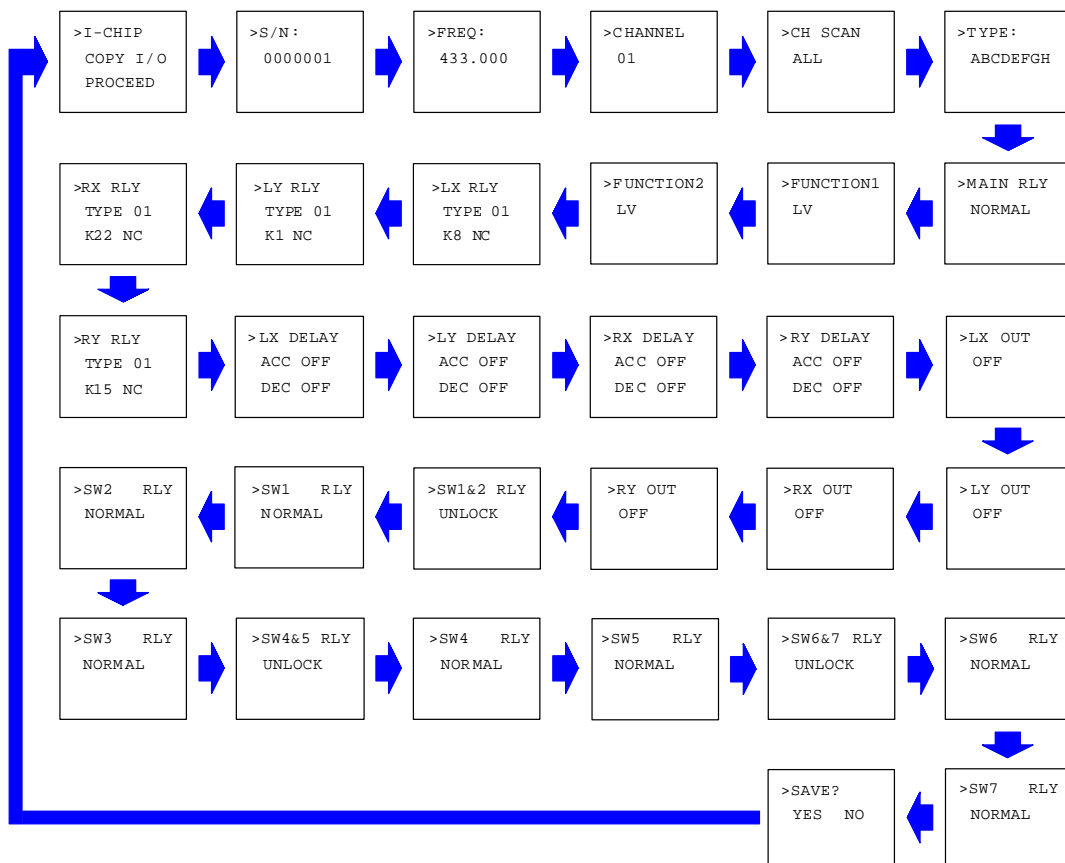 >I-CHIP
COPY I/O
PROCEED
>S/N:
0000001
>FREQ:
433.000
>CHANNEL
01
>CH SCAN
ALL
>TYPE:
ABCDEFGH
>MAIN RLY
NORMAL
>FUNCTION1
LV
>FUNCTION2
LV
>LX RLY
TYPE 01
K8 NC
>LY RLY
TYPE 01
K1 NC
>RX RLY
TYPE 01
K22 NC
>RY RLY
TYPE 01
K15 NC
>LX DELAY
ACC OFF
DEC OFF
>LY DELAY
ACC OFF
DEC OFF
>RX DELAY
ACC OFF
DEC OFF
>RY DELAY
ACC OFF
DEC OFF
>LX OUT
OFF
>LY OUT
OFF
>RX OUT
OFF
>RY OUT
OFF
>SW1&2 RLY
UNLOCK
>SW1 RLY
NORMAL
>SW2 RLY
NORMAL
>SW3 RLY
NORMAL
>SW4&5 RLY
UNLOCK
>SW4 RLY
NORMAL
>SW5 RLY
NORMAL
>SW6&7 RLY
UNLOCK
>SW6 RLY
NORMAL
>SW7 RLY
NORMAL
>SAVE?
YES NO